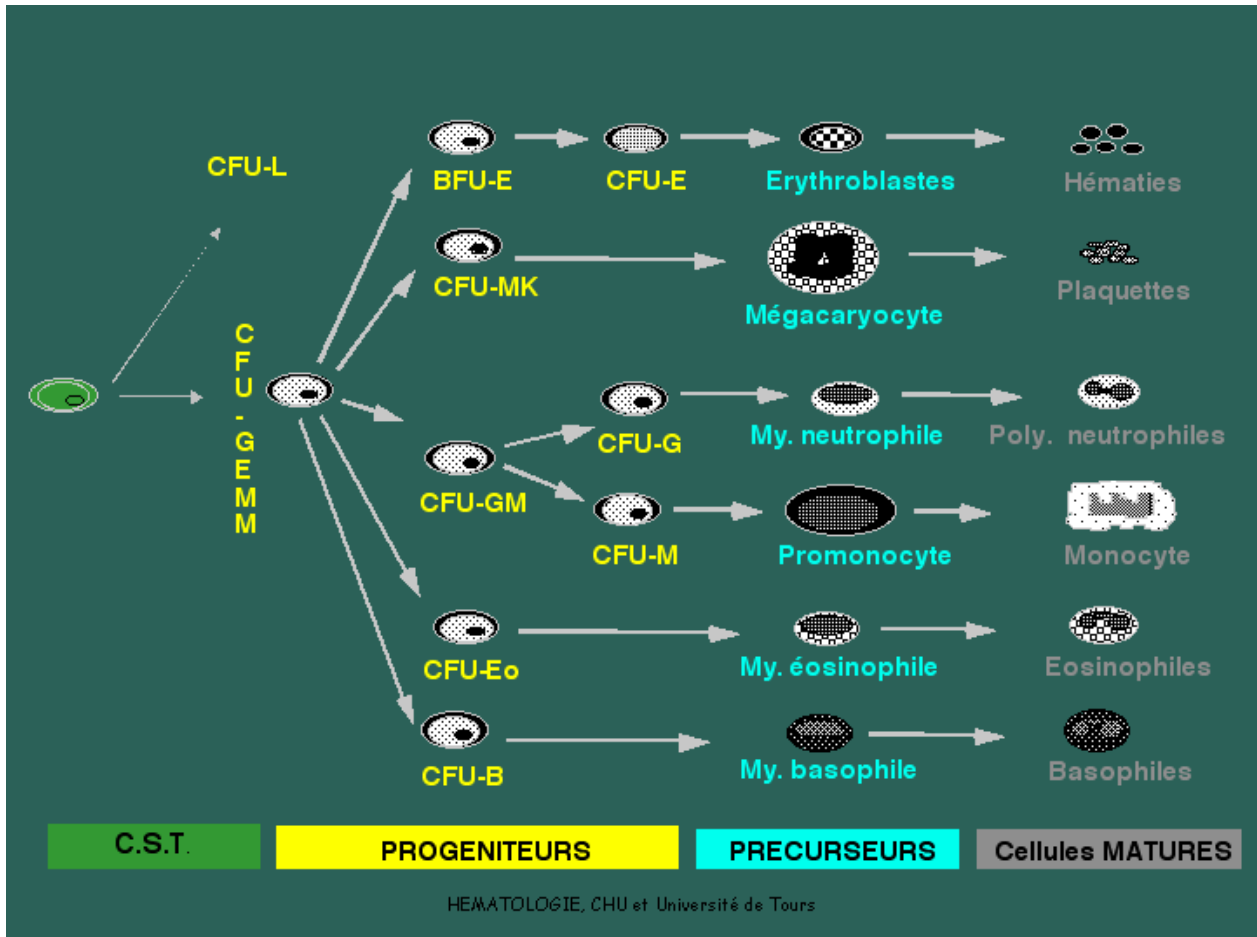 CFU-L
BFU-E
CFU-E
Erythroblastes
Hématies
CFU-MK
Mégacaryocyte
Plaquettes
CFU-GEMM
CFU-G
My. neutrophile
Poly. neutrophiles
CFU-GM
CFU-M
Promonocyte
Monocyte
CFU-Eo
My. éosinophile
Eosinophiles
CFU-B
My. basophile
Basophiles
C.S.T.
PROGENITEURS
PRECURSEURS
Cellules MATURES
HEMATOLOGIE, CHU et Université de Tours